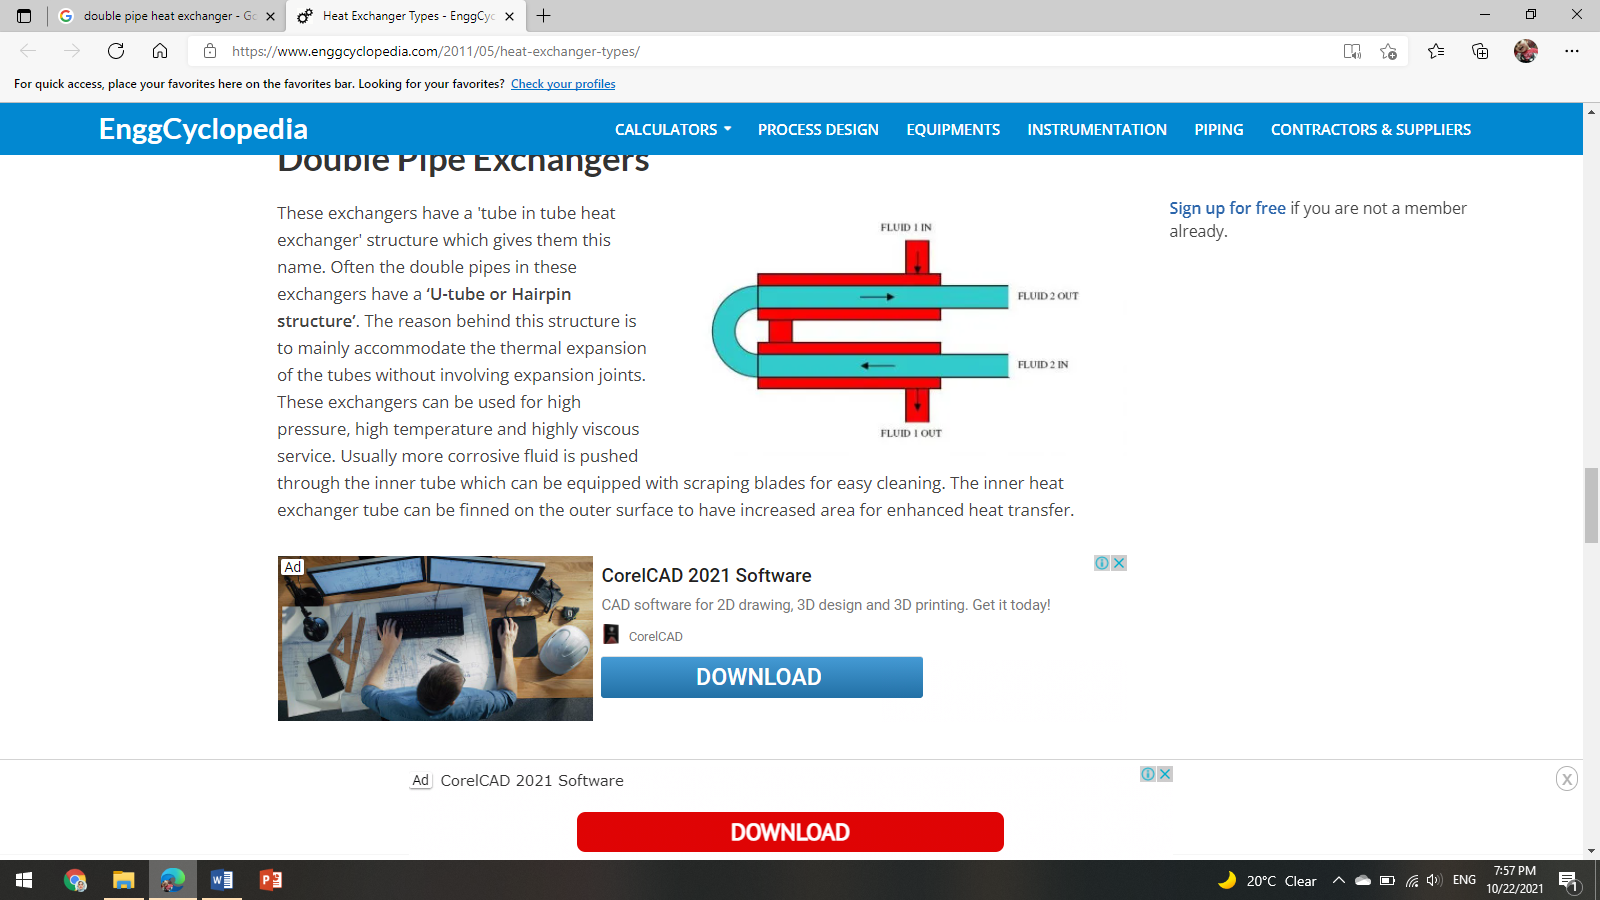 double pipe heat exchanger - Go
Heat Exchanger Types - EnggCyc
https://www.enggcyclopedia.com/2011/05/heat-exchanger-types/
For quick access, place your favorites here on the favorites bar. Looking for your favorites? Check your profiles
EnggCyclopedia
CALCULATORS PROCESS DESIGN EQUIPMENTS INSTRUMENTATION PIPING CONTRACTORS & SUPPLIERS
Double Pipe Exchangers
These exchangers have a 'tube in tube heat
exchanger' structure which gives them this
name. Often the double pipes in these
exchangers have a ‘U-tube or Hairpin
structure’. The reason behind this structure is
to mainly accommodate the thermal expansion
of the tubes without involving expansion joints.
These exchangers can be used for high
pressure, high temperature and highly viscous
service. Usually more corrosive fluid is pushed
through the inner tube which can be equipped with scraping blades for easy cleaning. The inner heat
exchanger tube can be finned on the outer surface to have increased area for enhanced heat transfer.
FLUID 1 IN
FLUID 2 OUT
FLUID 2 IN
FLUID 1 OUT
Sign up for free if you are not a member
already.
Ad
CorelCAD 2021 Software
CAD software for 2D drawing, 3D design and 3D printing. Get it today!
CorelCAD
DOWNLOAD
Ad CorelCAD 2021 Software
DOWNLOAD
20°C Clear
ENG
7:57 PM
10/22/2021
1